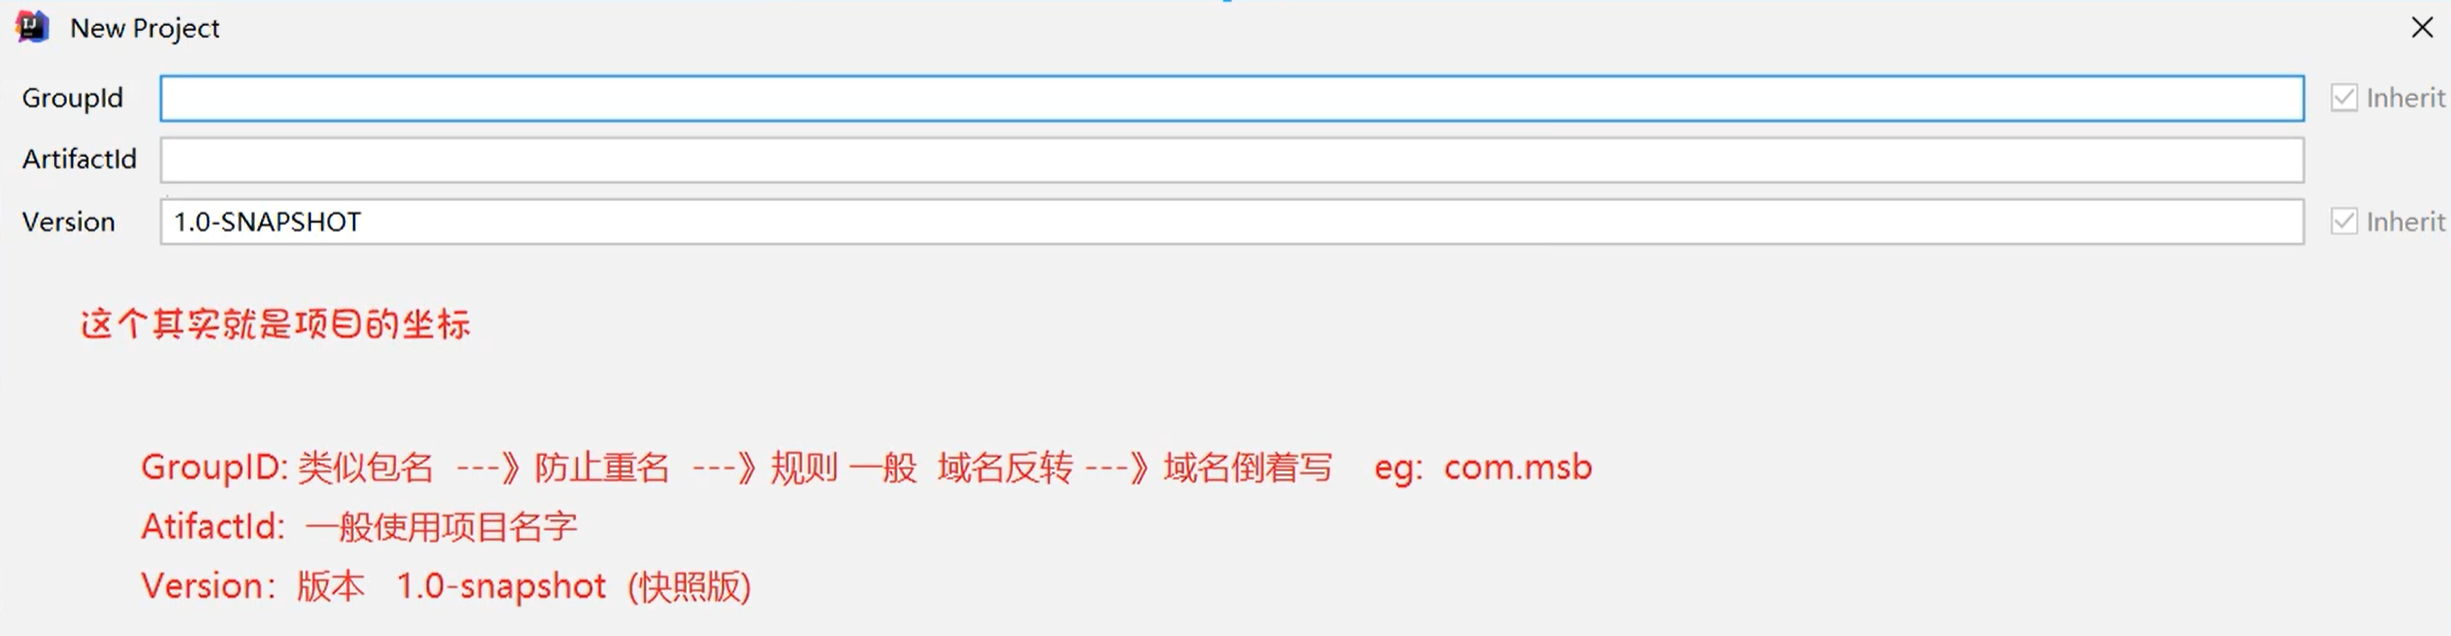 New Project
GroupId
Inherit
ArtifactId
Version 1.0-SNAPSHOT
Inherit
这个其实就是项目的坐标
GroupID: 类似包名 ---》防止重名 ---》规则 一般 域名反转 ---》域名倒着写 eg: com.msb
AtifactId: 一般使用项目名字
Version: 版本 1.0-snapshot (快照版)